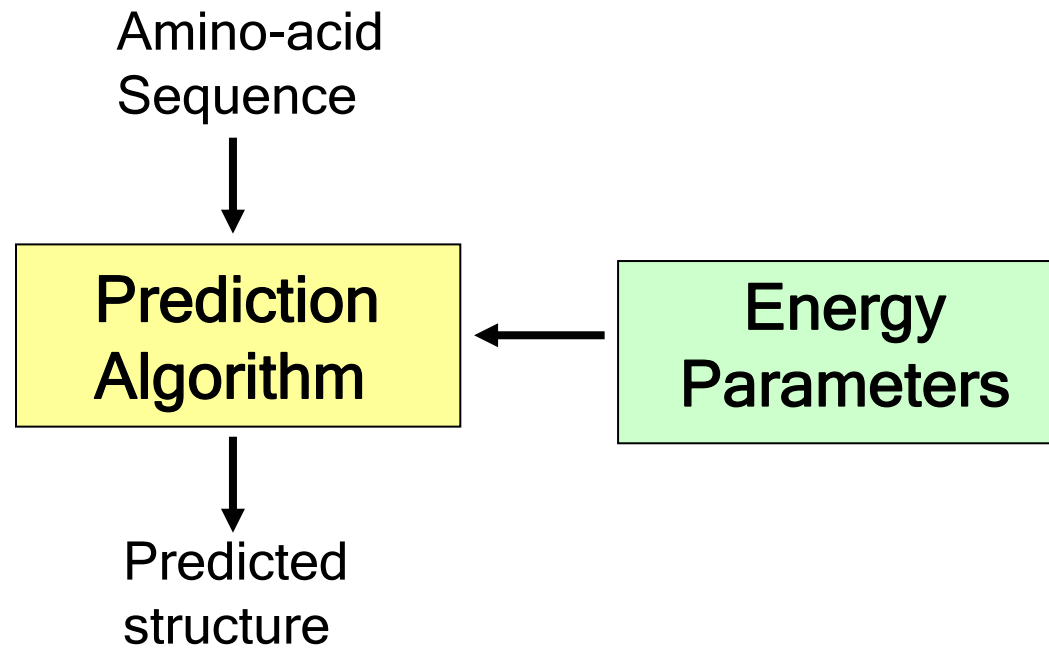 Amino-acid
Sequence
Prediction
Algorithm
Energy
Parameters
Predicted
structure